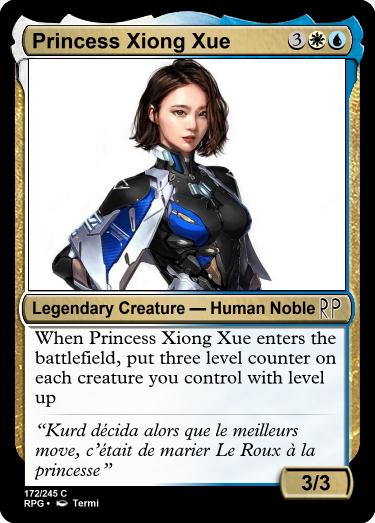 Princess Xiong Xue 3
Legendary Creature — Human Noble RP
When Princess Xiong Xue enters the
battlefield, put three level counter on
each creature you control with level
up
“Kurd décida alors que le meilleurs
move, c'était de marier Le Roux à la
princesse”
3/3
172/245 C
RPG • Termi